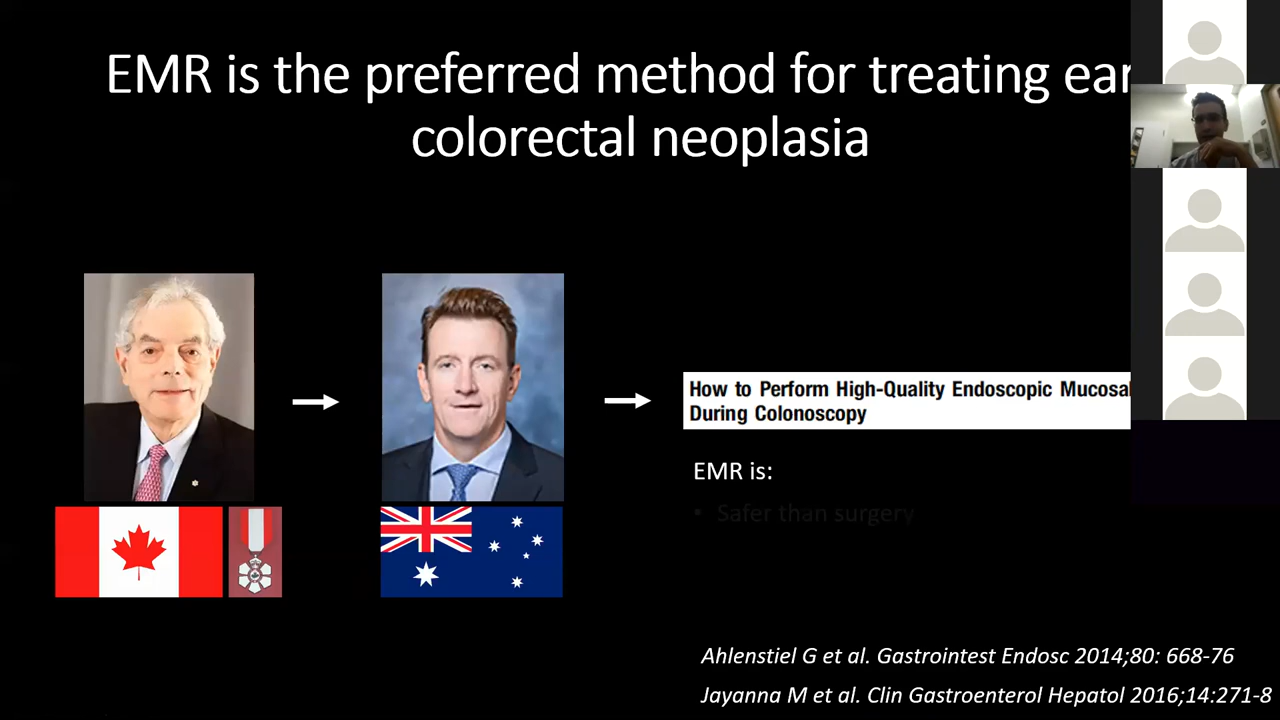 EMR is the preferred method for treating ear
colorectal neoplasia
How to Perform High-Quality Endoscopic Mucosal
During Colonoscopy
EMR is:
• Safer than surgery
Ahlenstiel G et al. Gastrointest Endosc 2014;80: 668-76
Jayanna M et al. Clin Gastroenterol Hepatol 2016;14:271-8